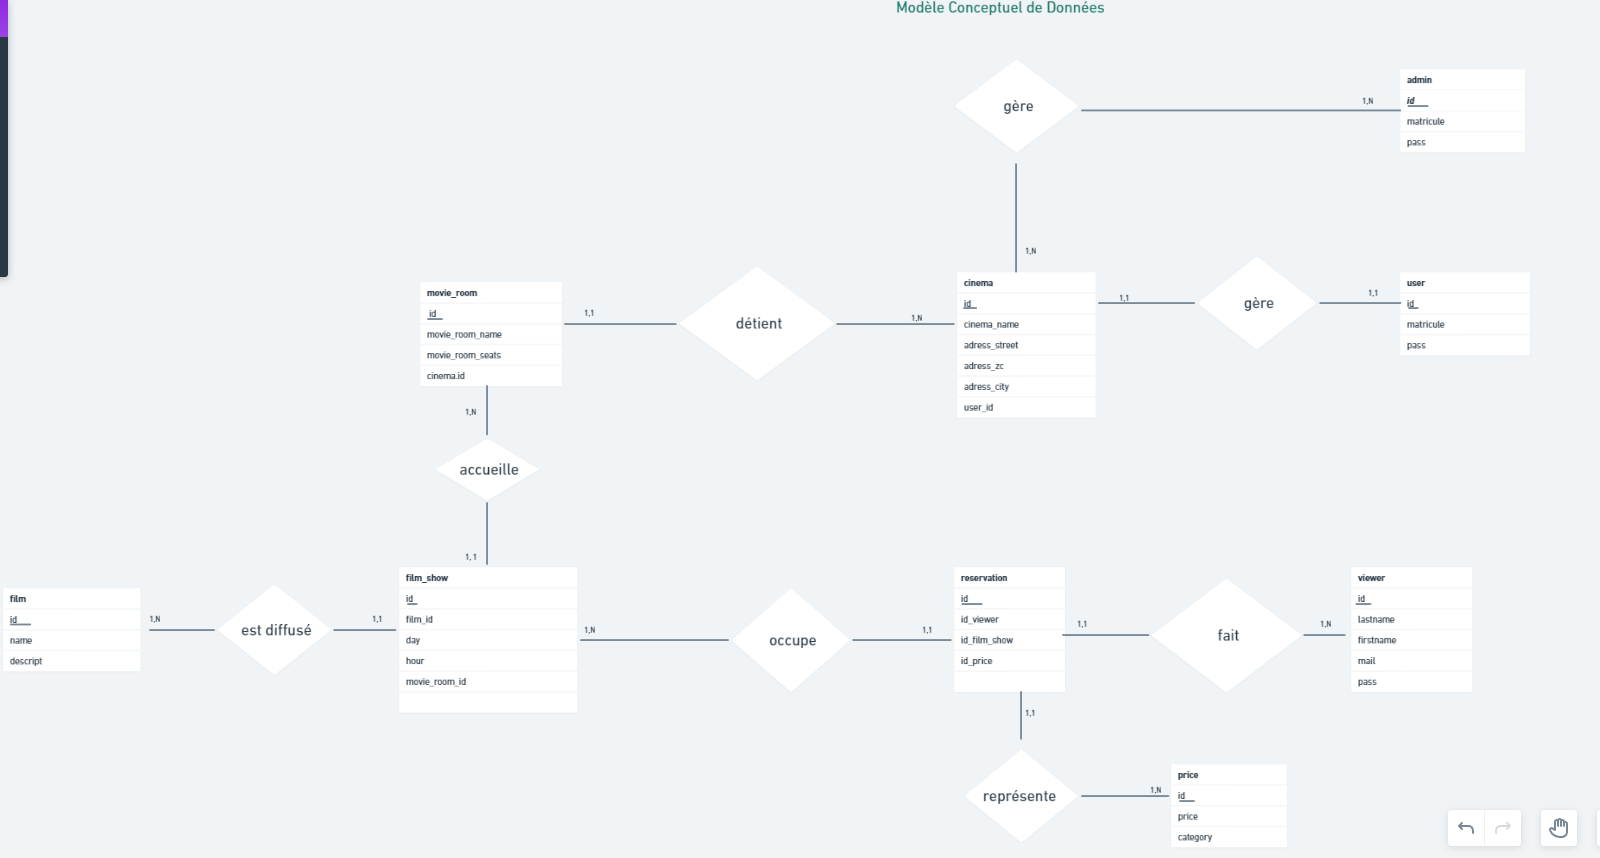 Modèle Conceptuel de Données
gère
1,N
admin
id
matricule
pass
1,N
movie_room
id
movie_room_name
movie_room_seats
cinema.id
1,1
détient
1,N
cinema
id
cinema_name
adress_street
adress_zc
adress_city
user_id
1,1
gère
1,1
user
id
matricule
pass
1,N
accueille
1, 1
film
id
name
descript
1,N
est diffusé
1,1
film_show
id
film_id
day
hour
movie_room_id
1,N
occupe
1,1
reservation
id
id_viewer
id_film_show
id_price
1,1
fait
1,N
viewer
id
lastname
firstname
mail
pass
1,1
représente
1,N
price
id
price
category